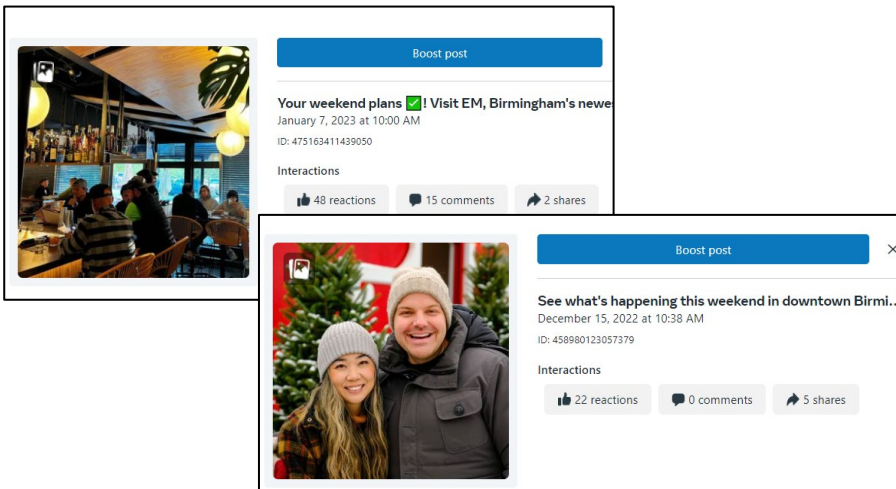 Boost post
Your weekend plans ✅! Visit EM, Birmingham's newe
January 7, 2023 at 10:00 AM
ID: 475163411439050
Interactions
48 reactions
15 comments
2 shares
Boost post
See what's happening this weekend in downtown Birmi...
December 15, 2022 at 10:38 AM
ID: 458980123057379
Interactions
22 reactions
0 comments
5 shares